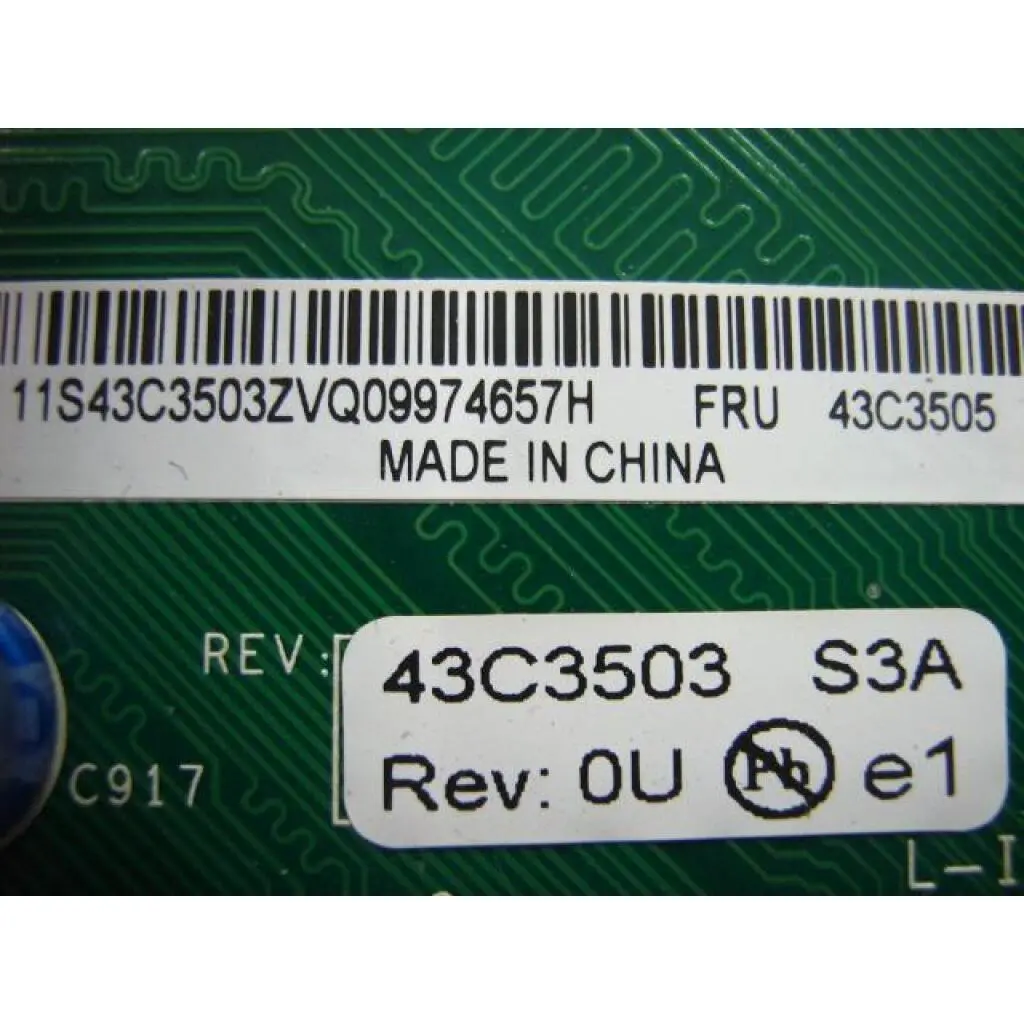 11S43C3503ZVQ09974657H FRU 43C3505
MADE IN CHINA
REV:
43C3503 S3A
Rev: 0U Pb e1
C917
L-I